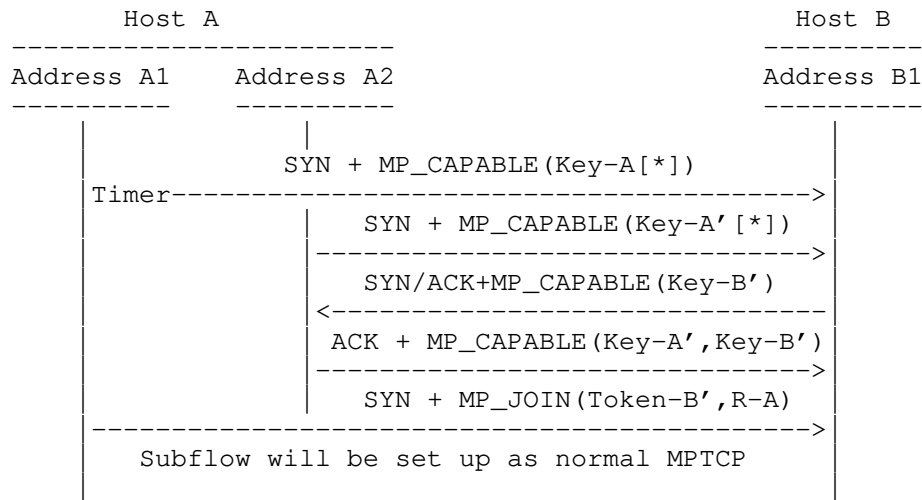 Host A Host B
------------------------ ----------
Address A1 Address A2 Address B1
---------- ---------- ----------
| | |
| SYN + MP_CAPABLE(Key-A[*]) |
|Timer---------------------------------------->|
| | SYN + MP_CAPABLE(Key-A'[*]) |
| |------------------------------->|
| | SYN/ACK+MP_CAPABLE(Key-B') |
| |<-------------------------------|
| | ACK + MP_CAPABLE(Key-A',Key-B')|
| |------------------------------->|
| | SYN + MP_JOIN(Token-B',R-A) |
|--------------------------------------------->|
| Subflow will be set up as normal MPTCP |
| |